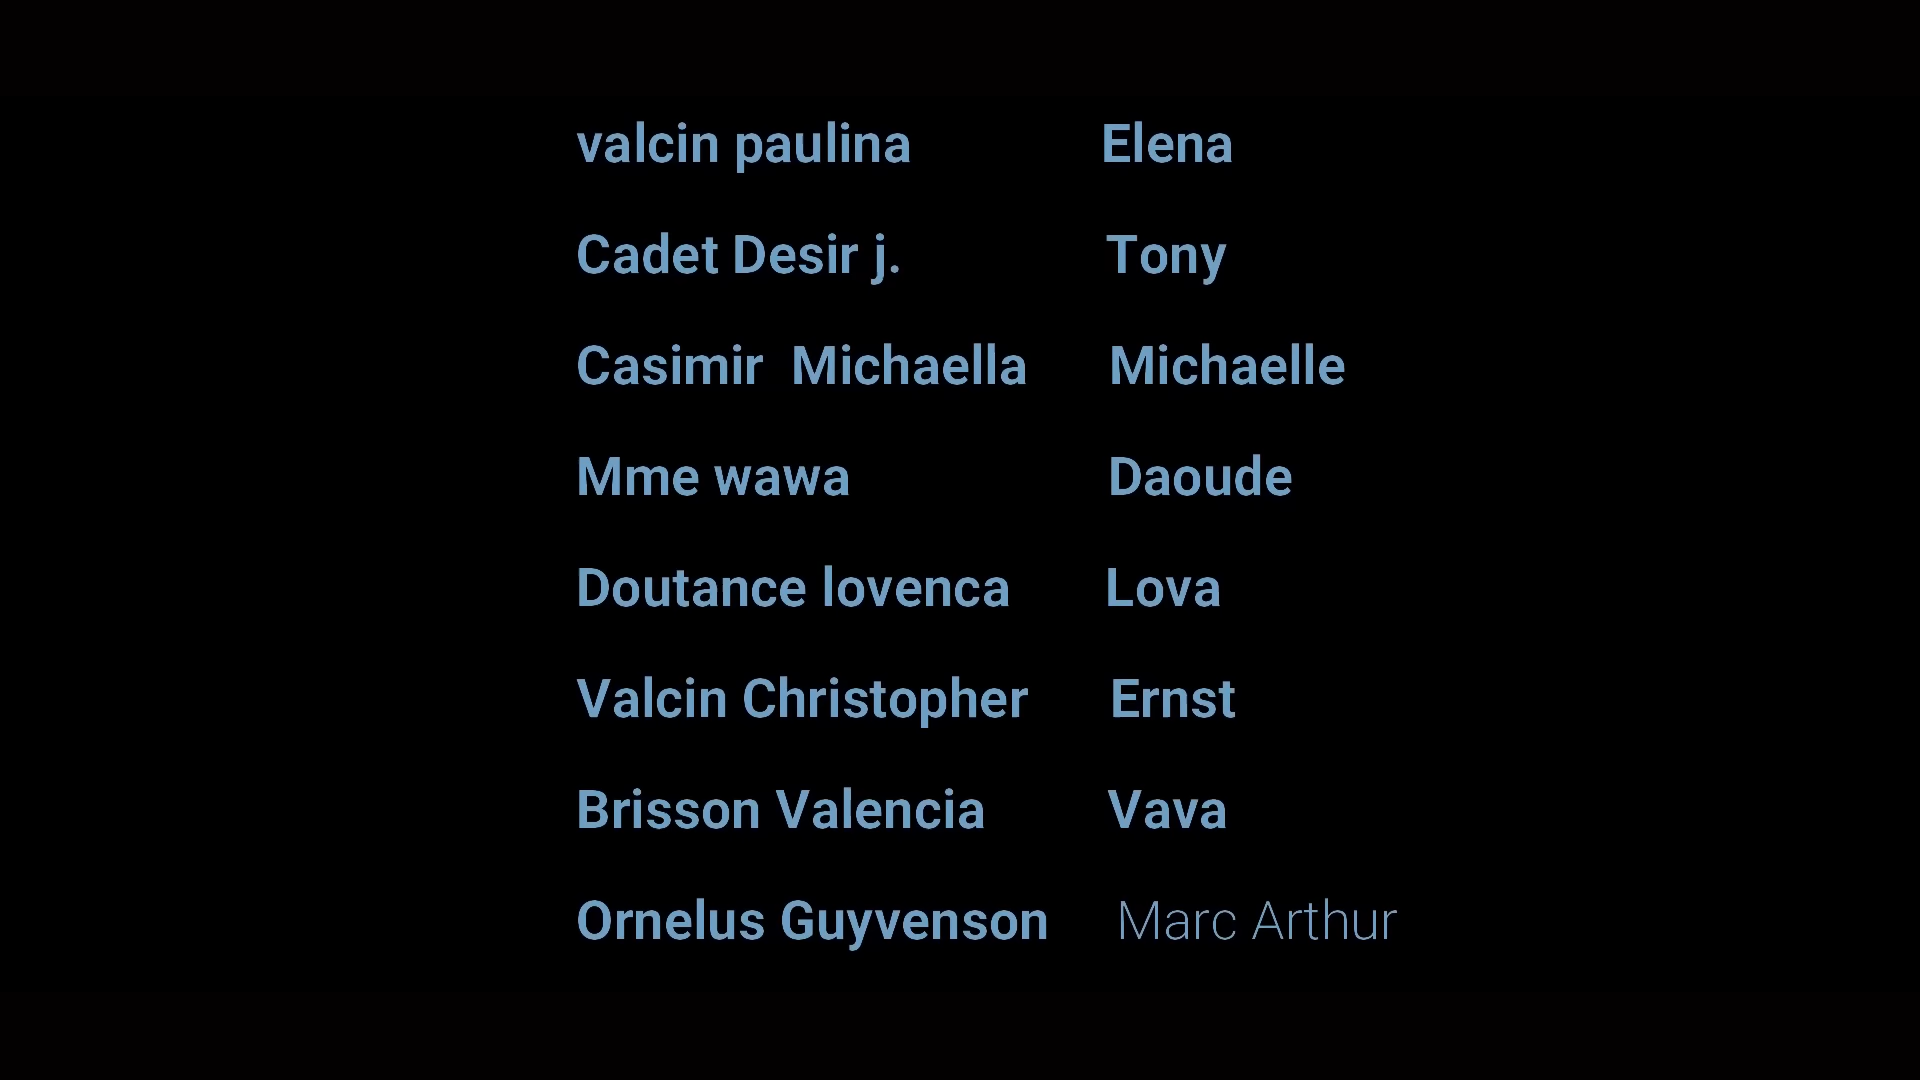 valcin paulina Elena
Cadet Desir j. Tony
Casimir Michaella Michaelle
Mme wawa Daoude
Doutance lovenca Lova
Valcin Christopher Ernst
Brisson Valencia Vava
Ornelus Guyvenson Marc Arthur